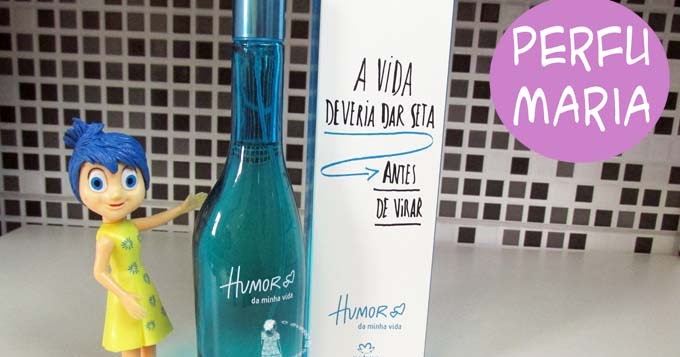 PERFU
MARIA
A VIDA
DEVERIA DAR SETA
ANTES
DE VIRAR
HUMOR
da minha vida
HUMOR
da minha vida